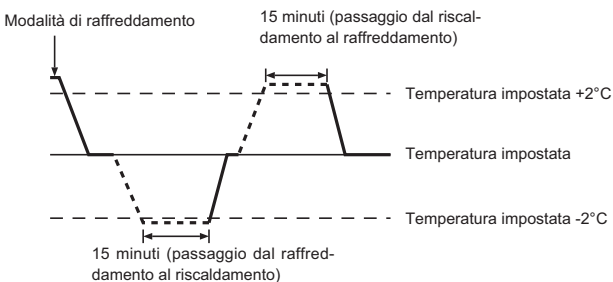 Modalità di raffreddamento
15 minuti (passaggio dal riscal-
damento al raffreddamento)
Temperatura impostata +2°C
Temperatura impostata
Temperatura impostata -2°C
15 minuti (passaggio dal raffred-
damento al riscaldamento)